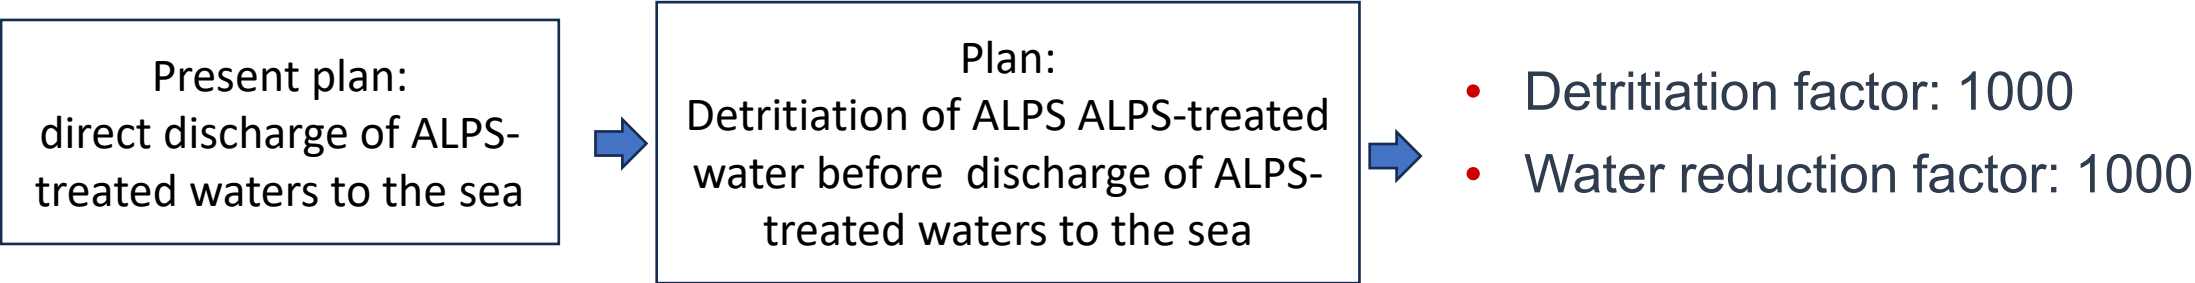 Present plan:
direct discharge of ALPS-
treated waters to the sea
Plan:
Detritiation of ALPS ALPS-treated
water before  discharge of ALPS-
treated waters to the sea
• Detritiation factor: 1000
• Water reduction factor: 1000